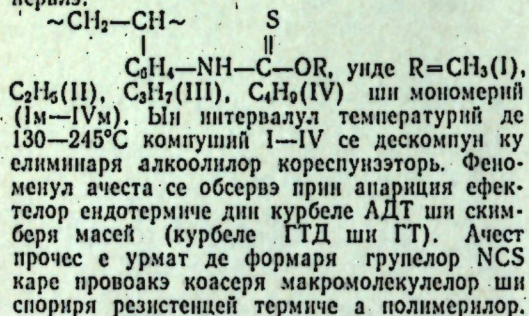 ~CH₂—CH~ S
| ‖
C₆H₄—NH—C—OR, унде R=CH₃(I),
C₂H₅(II), C₃H₇(III), C₄H₉(IV) ши мономерий
(Iм—IVм). Ын интервалул температурий де
130—245°С компуший I—IV се дескомпун ку
елиминаря алкоолилор кореспунзэторь. Фено-
менул ачеста се обсервэ прин апариция ефек-
телор ендотермиче дин курбеле АДТ ши ским-
беря масей (курбеле ГТД ши ГТ). Ачест
прочес е урмат де формаря групелор NCS
каре провоакэ коасеря макромолекулелор ши
спориря резистенцей термиче а полимерилор.